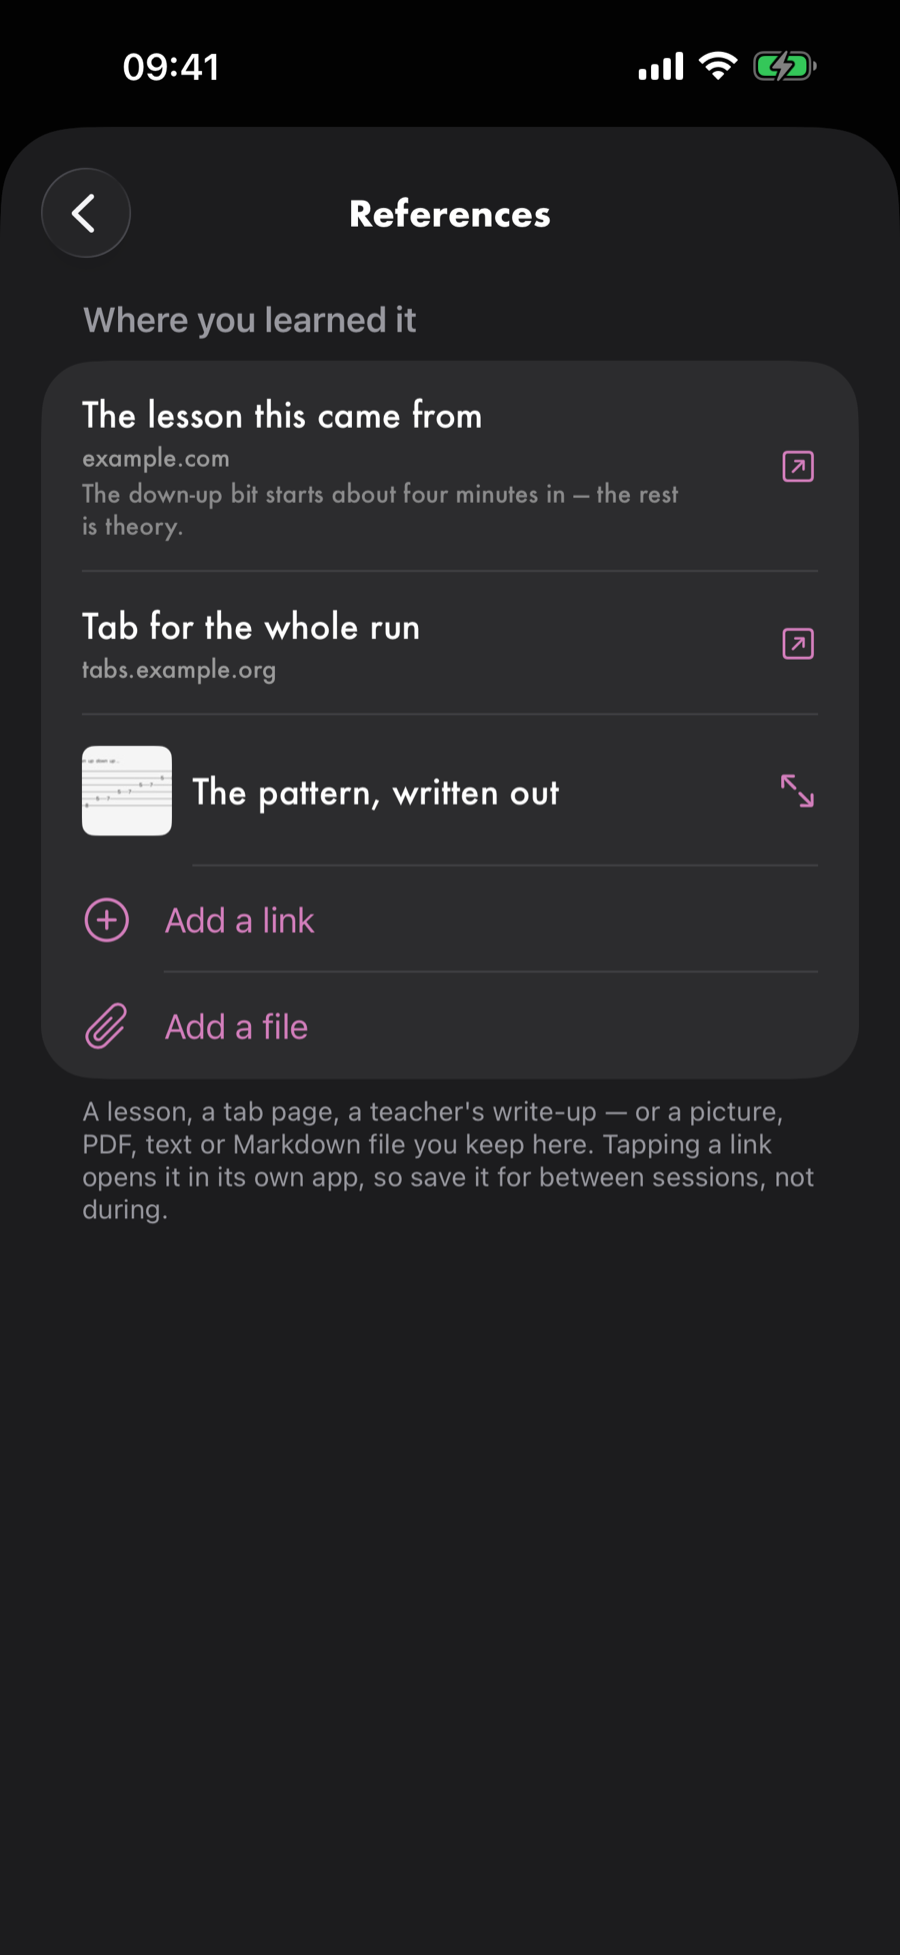 09:41
References
Where you learned it
The lesson this came from
example.com
The down-up bit starts about four minutes in — the rest
is theory.
Tab for the whole run
tabs.example.org
up down up..
The pattern, written out
Add a link
Add a file
A lesson, a tab page, a teacher's write-up — or a picture,
PDF, text or Markdown file you keep here. Tapping a link
opens it in its own app, so save it for between sessions, not
during.